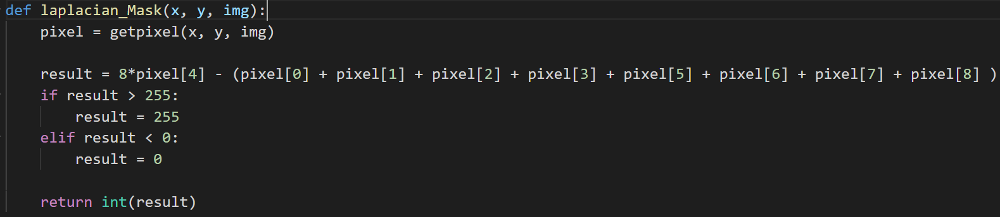 def laplacian_Mask(x, y, img):
    pixel = getpixel(x, y, img)
    result = 8*pixel[4] - (pixel[0] + pixel[1] + pixel[2] + pixel[3] + pixel[5] + pixel[6] + pixel[7] + pixel[8] )
    if result > 255:
        result = 255
    elif result < 0:
        result = 0
    return int(result)